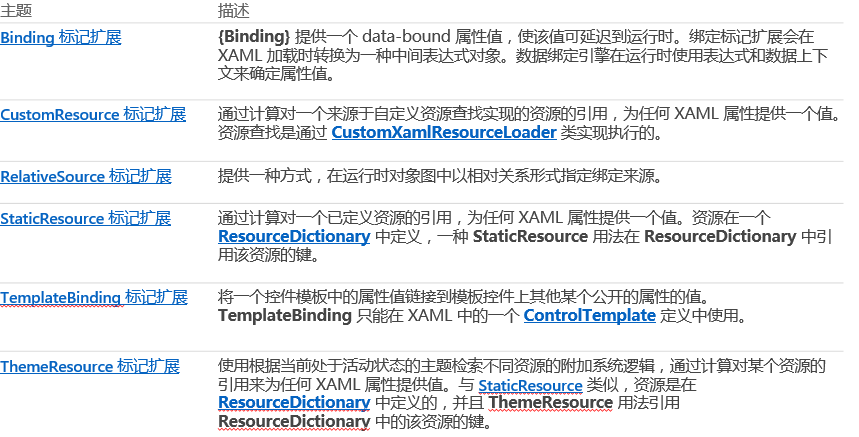 主题 描述
Binding 标记扩展 {Binding} 提供一个 data-bound 属性值，使该值可延迟到运行时。绑定标记扩展会在
XAML 加载时转换为一种中间表达式对象。数据绑定引擎在运行时使用表达式和数据上下
文来确定属性值。
CustomResource 标记扩展 通过计算对一个来源于自定义资源查找实现的资源的引用，为任何 XAML 属性提供一个值。
资源查找是通过 CustomXamlResourceLoader 类实现执行的。
RelativeSource 标记扩展 提供一种方式，在运行时对象图中以相对关系形式指定绑定来源。
StaticResource 标记扩展 通过计算对一个已定义资源的引用，为任何 XAML 属性提供一个值。资源在一个
ResourceDictionary 中定义，一种 StaticResource 用法在 ResourceDictionary 中引
用该资源的键。
TemplateBinding 标记扩展 将一个控件模板中的属性值链接到模板控件上其他某个公开的属性的值。
TemplateBinding 只能在 XAML 中的一个 ControlTemplate 定义中使用。
ThemeResource 标记扩展 使用根据当前处于活动状态的主题检索不同资源的附加系统逻辑，通过计算对某个资源的
引用来为任何 XAML 属性提供值。与 StaticResource 类似，资源是在
ResourceDictionary 中定义的，并且 ThemeResource 用法引用
ResourceDictionary 中的该资源的键。